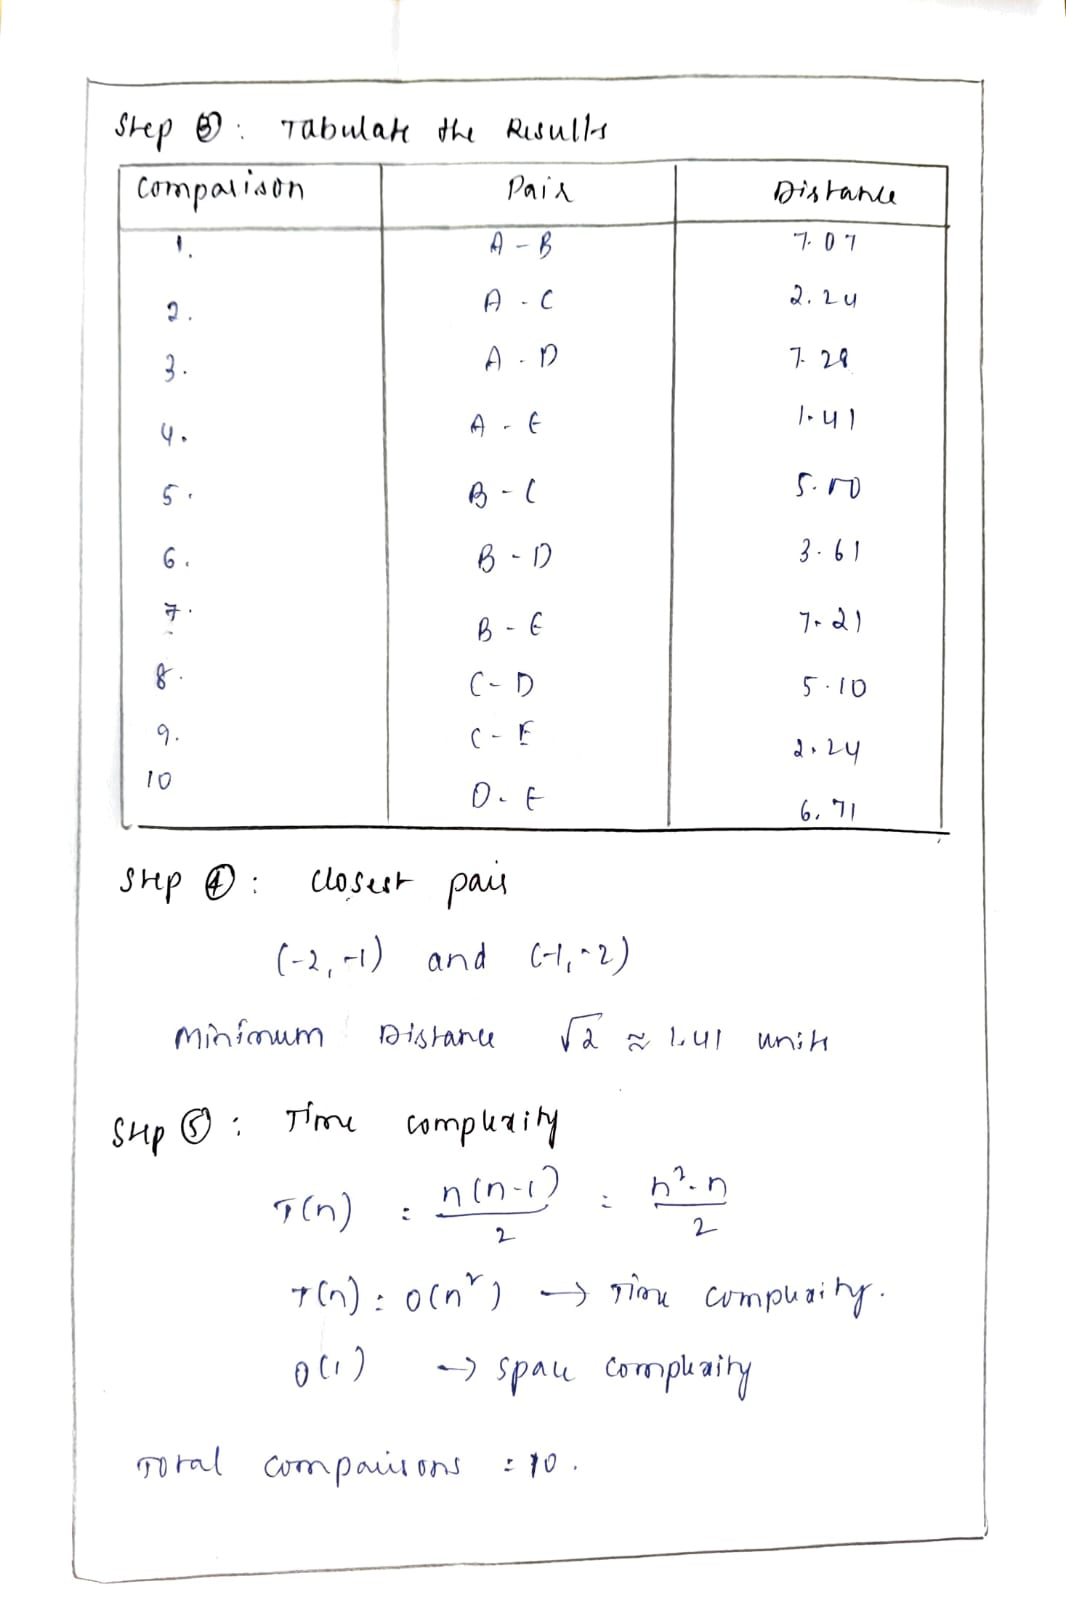 Step ③ : Tabulate the Results
Comparison Pair Distance
1. A - B 7.07
2. A - C 2.24
3. A - D 7.28
4. A - E 1.41
5. B - C 5.00
6. B - D 3.61
7. B - E 7.21
8. C - D 5.10
9. C - E 2.24
10 D - E 6.71
Step ④ : Closest pair
(-2, -1) and (-1, -2)
Minimum Distance √2 ≈ 1.41 units
Step ⑤ : Time complexity
T(n) = n(n-1)/2 = n²-n/2
T(n) = O(n²) → Time complexity.
O(1) → Space complexity
Total comparisons = 10.